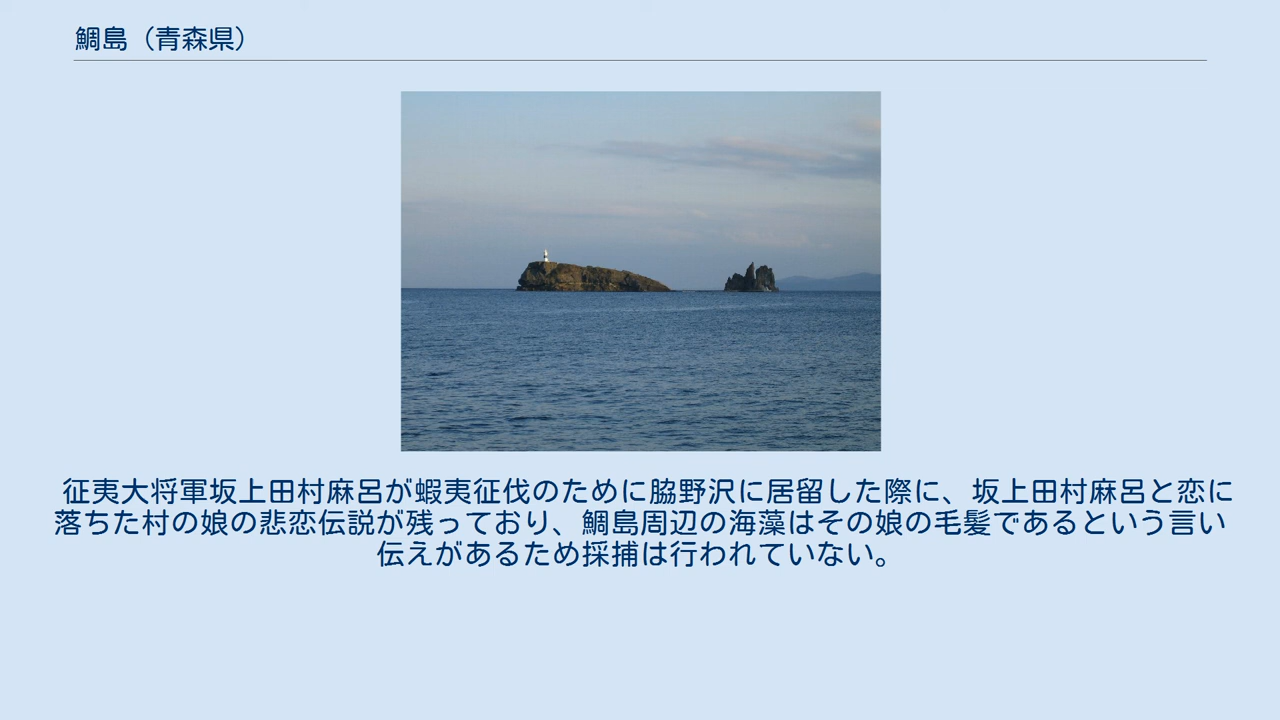 鯛島（青森県）
征夷大将軍坂上田村麻呂が蝦夷征伐のために脇野沢に居留した際に、坂上田村麻呂と恋に
落ちた村の娘の悲恋伝説が残っており、鯛島周辺の海藻はその娘の毛髪であるという言い
伝えがあるため採捕は行われていない。